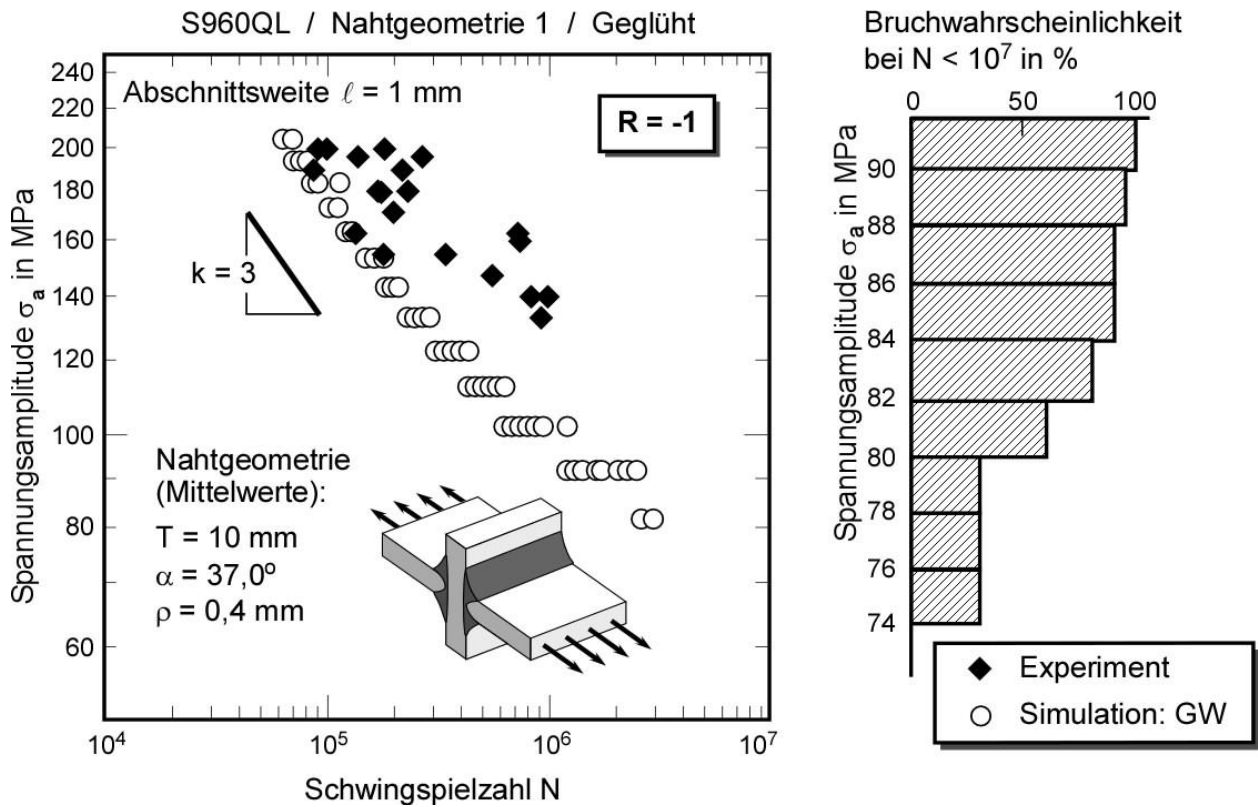 S960QL / Nahtgeometrie 1 / Geglüht
Abschnittsweite ℓ = 1 mm
R = -1
k = 3
Nahtgeometrie
(Mittelwerte):
T = 10 mm
α = 37,0º
ρ = 0,4 mm
Spannungsamplitude σa in MPa
240
220
200
180
160
140
120
100
80
60
10⁴
10⁵
10⁶
10⁷
Schwingspielzahl N
Bruchwahrscheinlichkeit
bei N < 10⁷ in %
0 50 100
Spannungsamplitude σa in MPa
90
88
86
84
82
80
78
76
74
Experiment
Simulation: GW